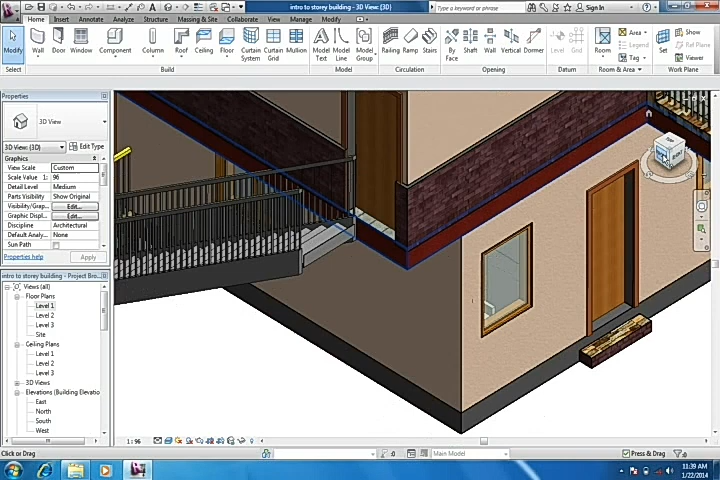 intro to storey building - 3D View: {3D}
Type a keyword or phrase
Sign In
Home Insert Annotate Analyze Structure Massing & Site Collaborate View Manage Modify
Modify Wall Door Window Component Column Roof Ceiling Floor Curtain System Curtain Grid Mullion Model Text Model Line Model Group Railing Ramp Stairs By Face Shaft Wall Vertical Dormer Level Grid Room Area Legend Tag Set Show Ref Plane Viewer
Select Build Model Circulation Opening Datum Room & Area Work Plane
Properties
3D View
3D View: {3D} Edit Type
Graphics
View Scale Custom
Scale Value 1: 96
Detail Level Medium
Parts Visibility Show Original
Visibility/Grap... Edit...
Graphic Displ... Edit...
Discipline Architectural
Default Analy... None
Sun Path
Properties help Apply
intro to storey building - Project Bro...
Views (all)
Floor Plans
Level 1
Level 2
Level 3
Site
Ceiling Plans
Level 1
Level 2
Level 3
3D Views
Elevations (Building Elevatio
East
North
South
West
1 : 96
Click or Drag
:0
Main Model
Press & Drag
:0
11:39 AM
1/22/2014